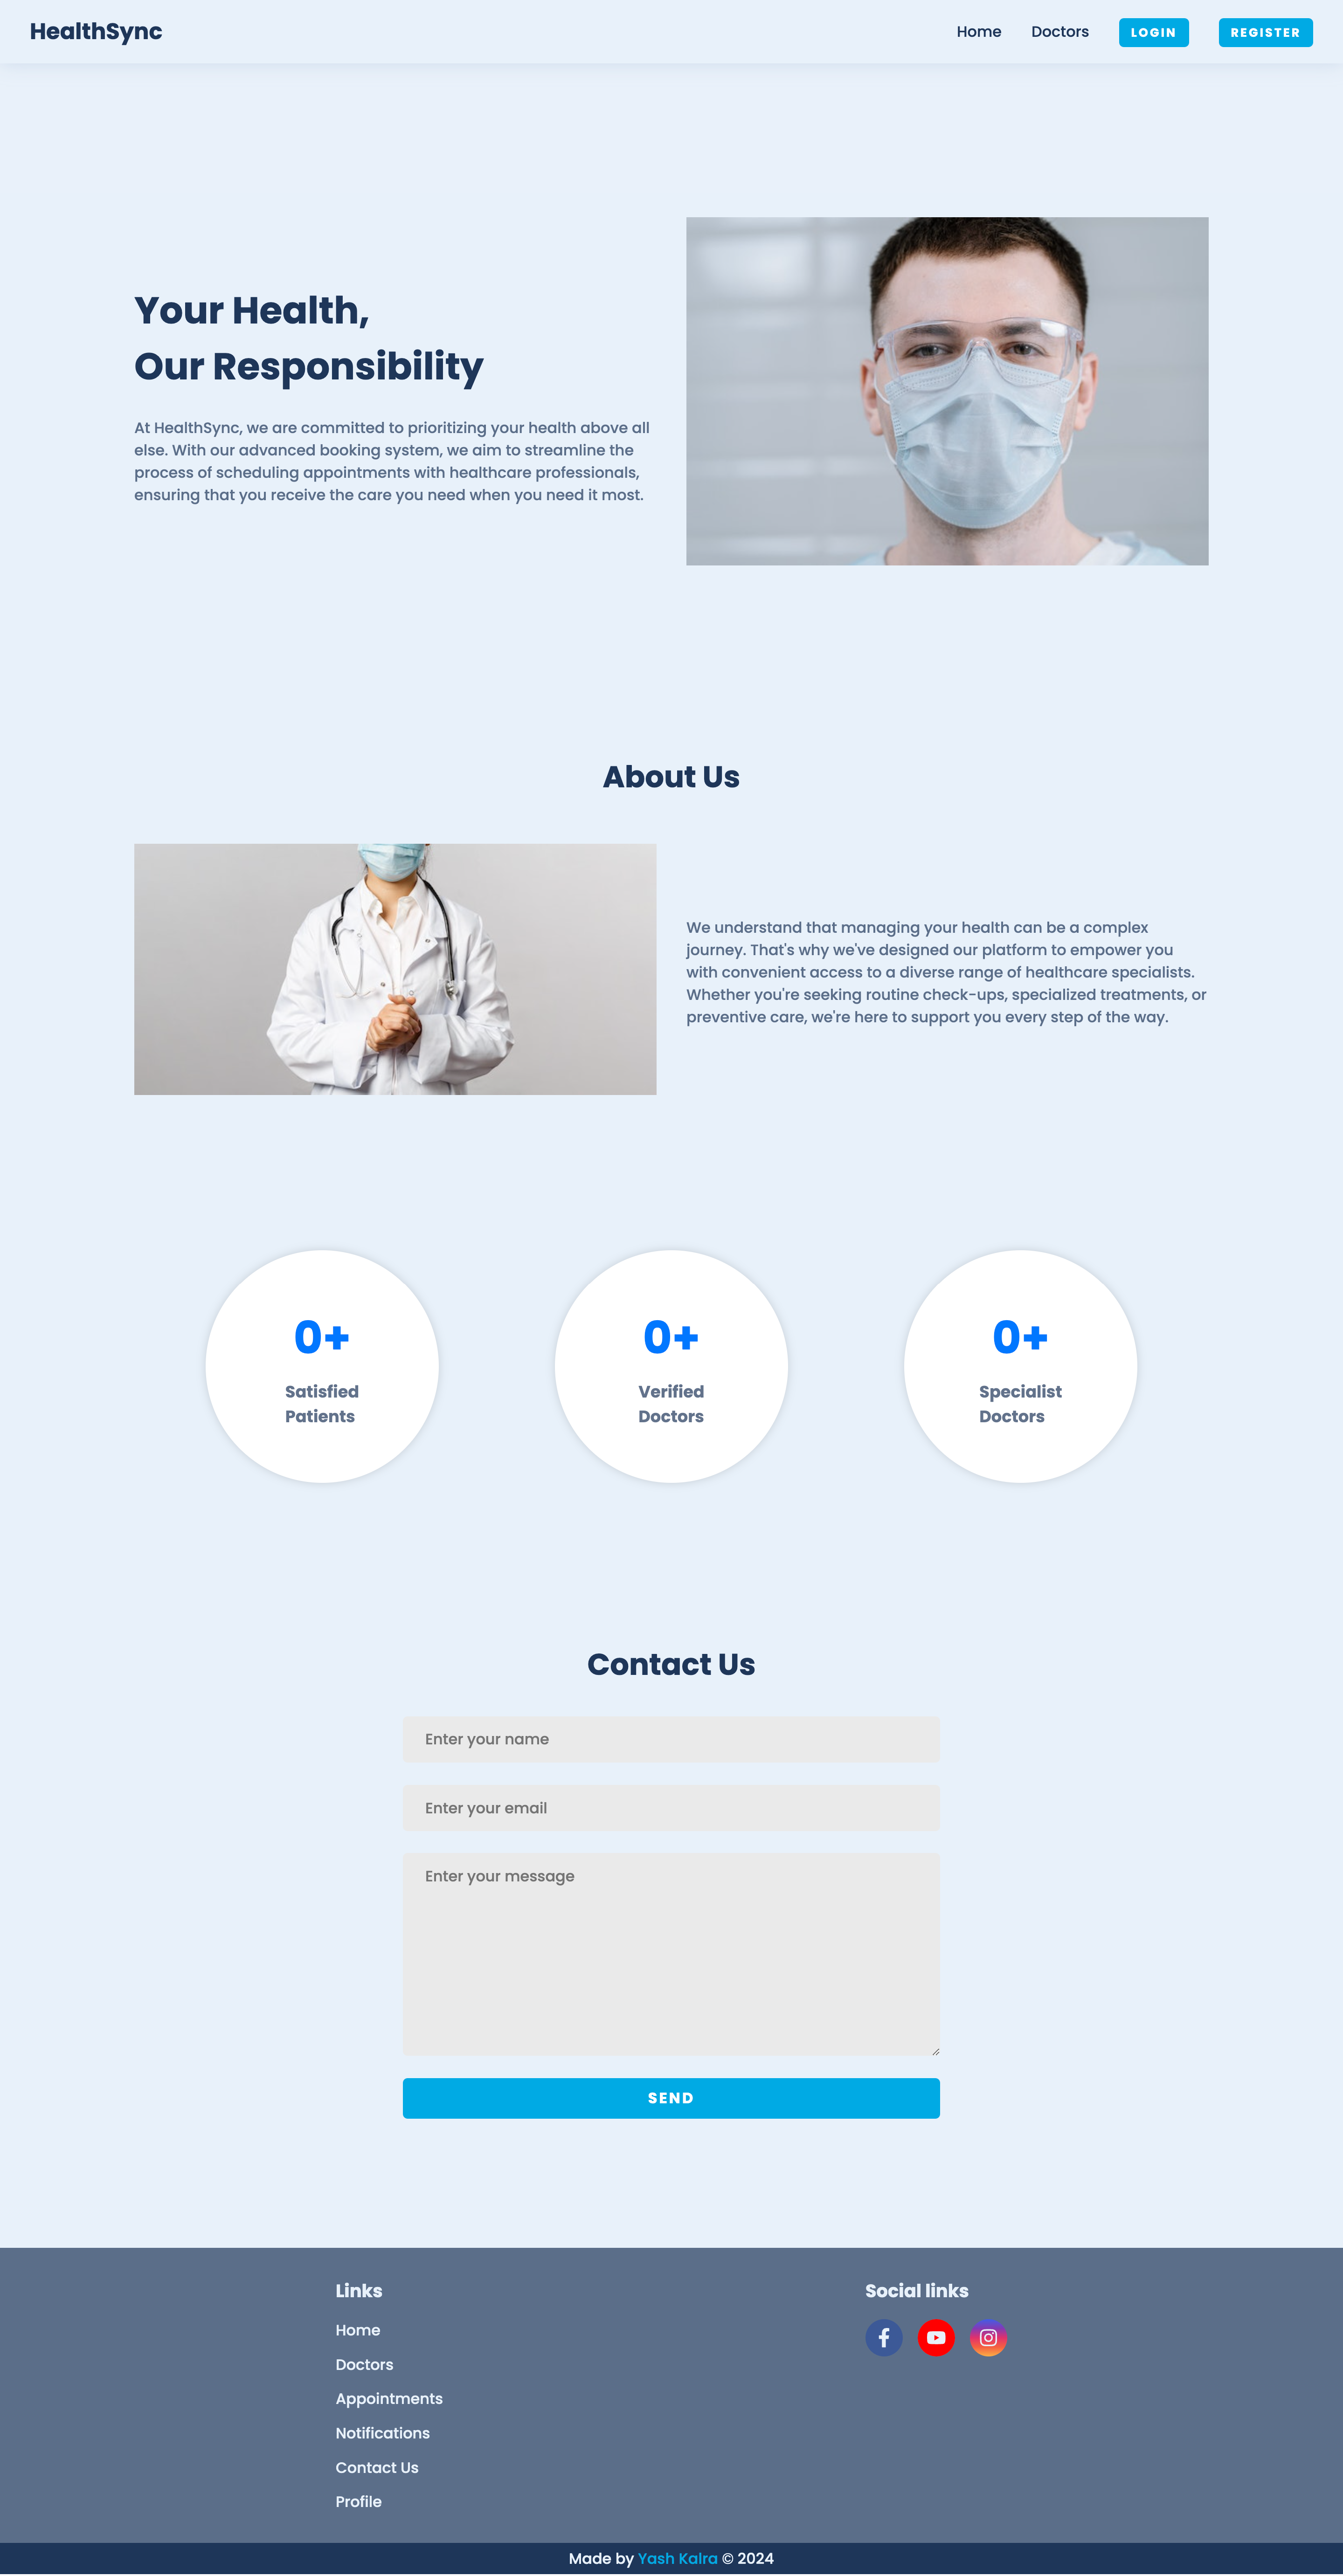 HealthSync
Home
Doctors
LOGIN
REGISTER
Your Health,
Our Responsibility
At HealthSync, we are committed to prioritizing your health above all
else. With our advanced booking system, we aim to streamline the
process of scheduling appointments with healthcare professionals,
ensuring that you receive the care you need when you need it most.
About Us
We understand that managing your health can be a complex
journey. That's why we've designed our platform to empower you
with convenient access to a diverse range of healthcare specialists.
Whether you're seeking routine check-ups, specialized treatments, or
preventive care, we're here to support you every step of the way.
0+
Satisfied
Patients
0+
Verified
Doctors
0+
Specialist
Doctors
Contact Us
Enter your name
Enter your email
Enter your message
SEND
Links
Home
Doctors
Appointments
Notifications
Contact Us
Profile
Social links
Made by Yash Kalra © 2024